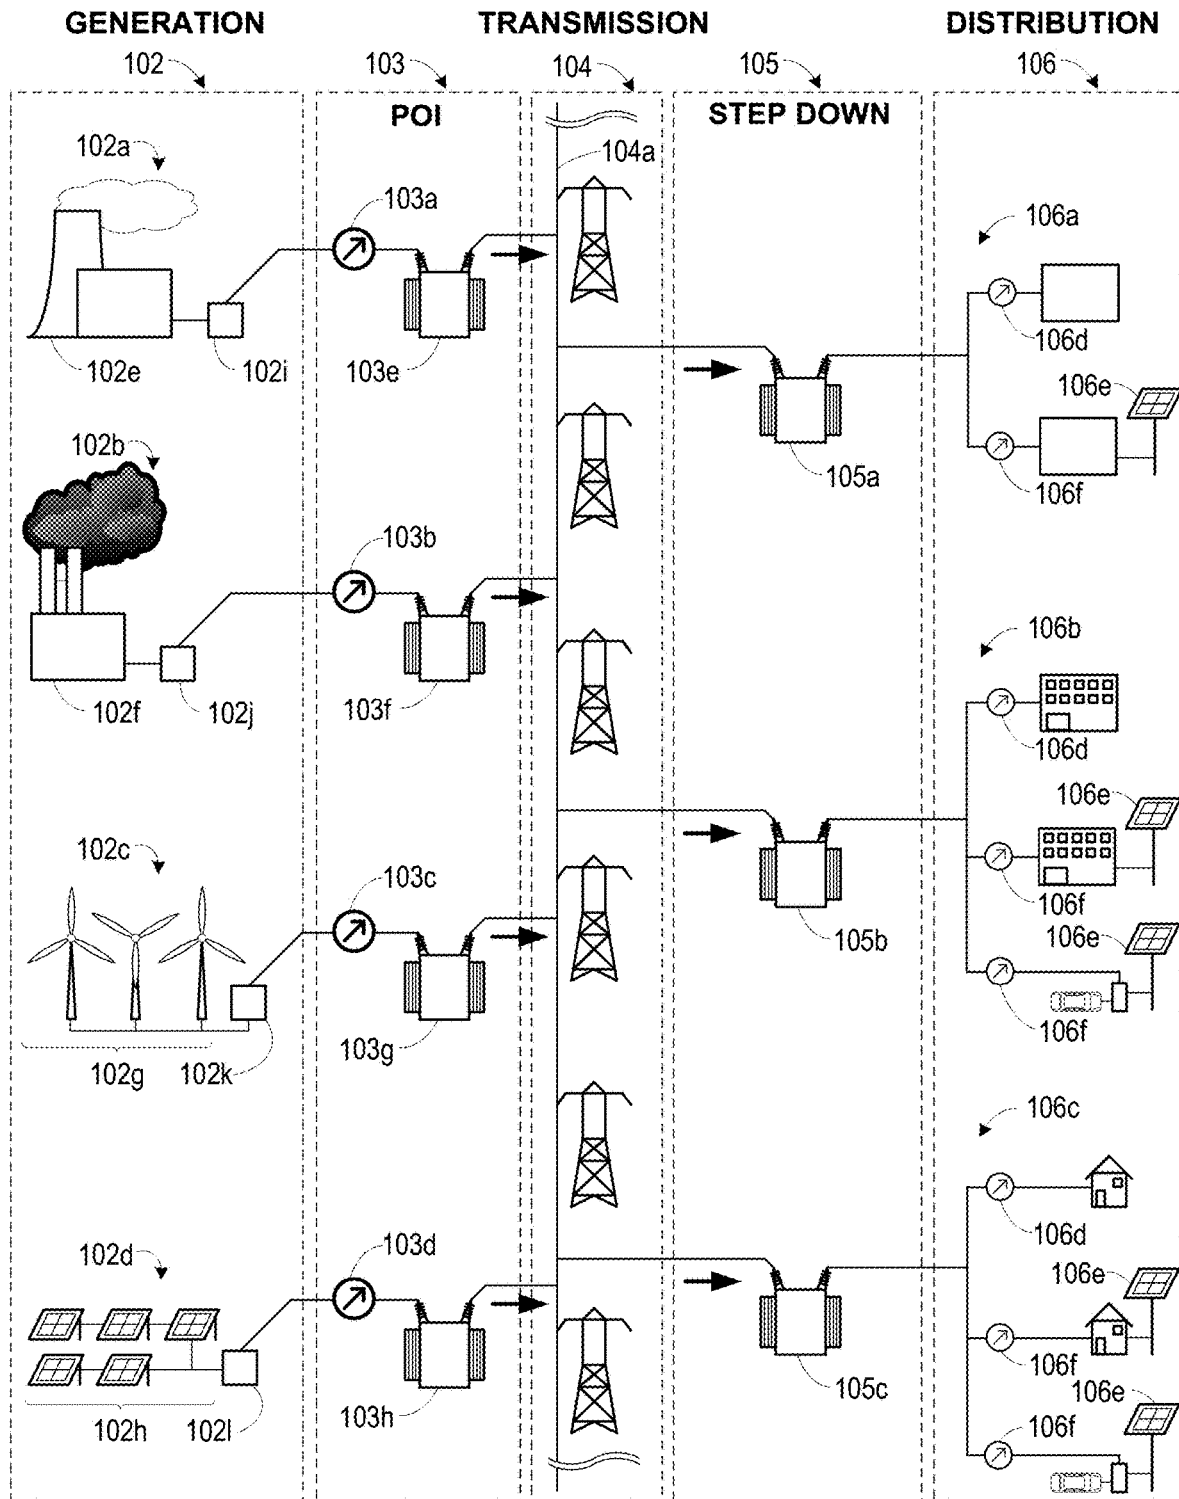 GENERATION TRANSMISSION DISTRIBUTION
102 103 104 105 106
POI STEP DOWN
102a 104a
103a 106a
102e 102i 103e 106d
106e
102b 105a 106f
103b
106b
102f 102j 103f
106d
106e
102c 103c
106f
105b 106e
102g 102k 103g 106f
106c
106d
102d 103d 106e
106f
105c 106e
102h 102l 103h 106f